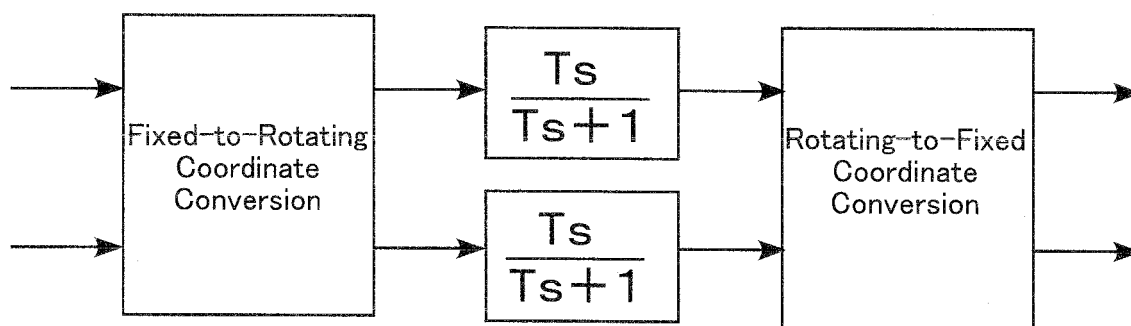 Fixed-to-Rotating
Coordinate
Conversion
Ts
Ts+1
Ts
Ts+1
Rotating-to-Fixed
Coordinate
Conversion